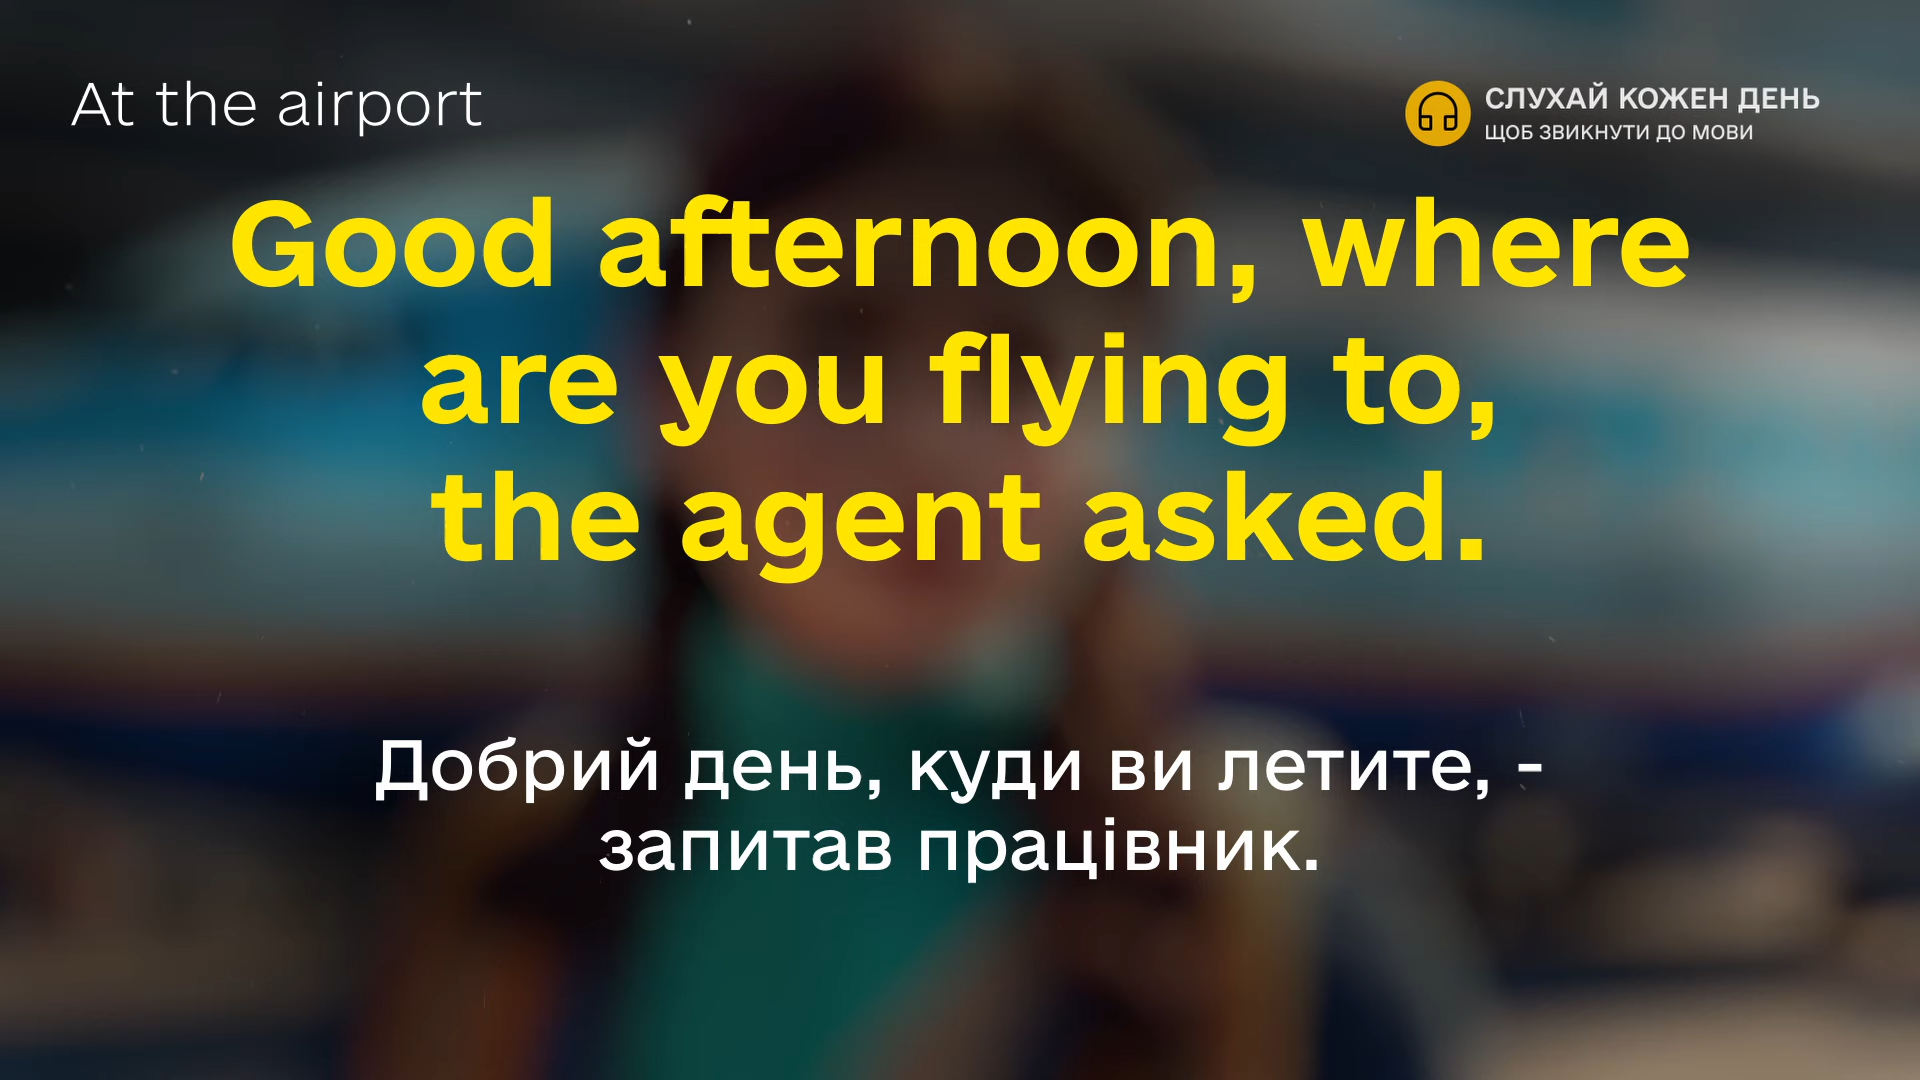 At the airport
СЛУХАЙ КОЖЕН ДЕНЬ
ЩОБ ЗВИКНУТИ ДО МОВИ
Good afternoon, where
are you flying to,
the agent asked.
Добрий день, куди ви летите, -
запитав працівник.